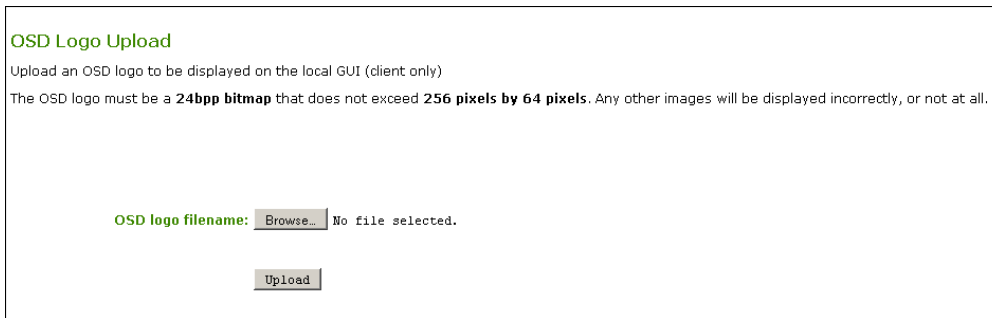 OSD Logo Upload
Upload an OSD logo to be displayed on the local GUI (client only)
The OSD logo must be a 24bpp bitmap that does not exceed 256 pixels by 64 pixels. Any other images will be displayed incorrectly, or not at all.
OSD logo filename: Browse... No file selected.
Upload